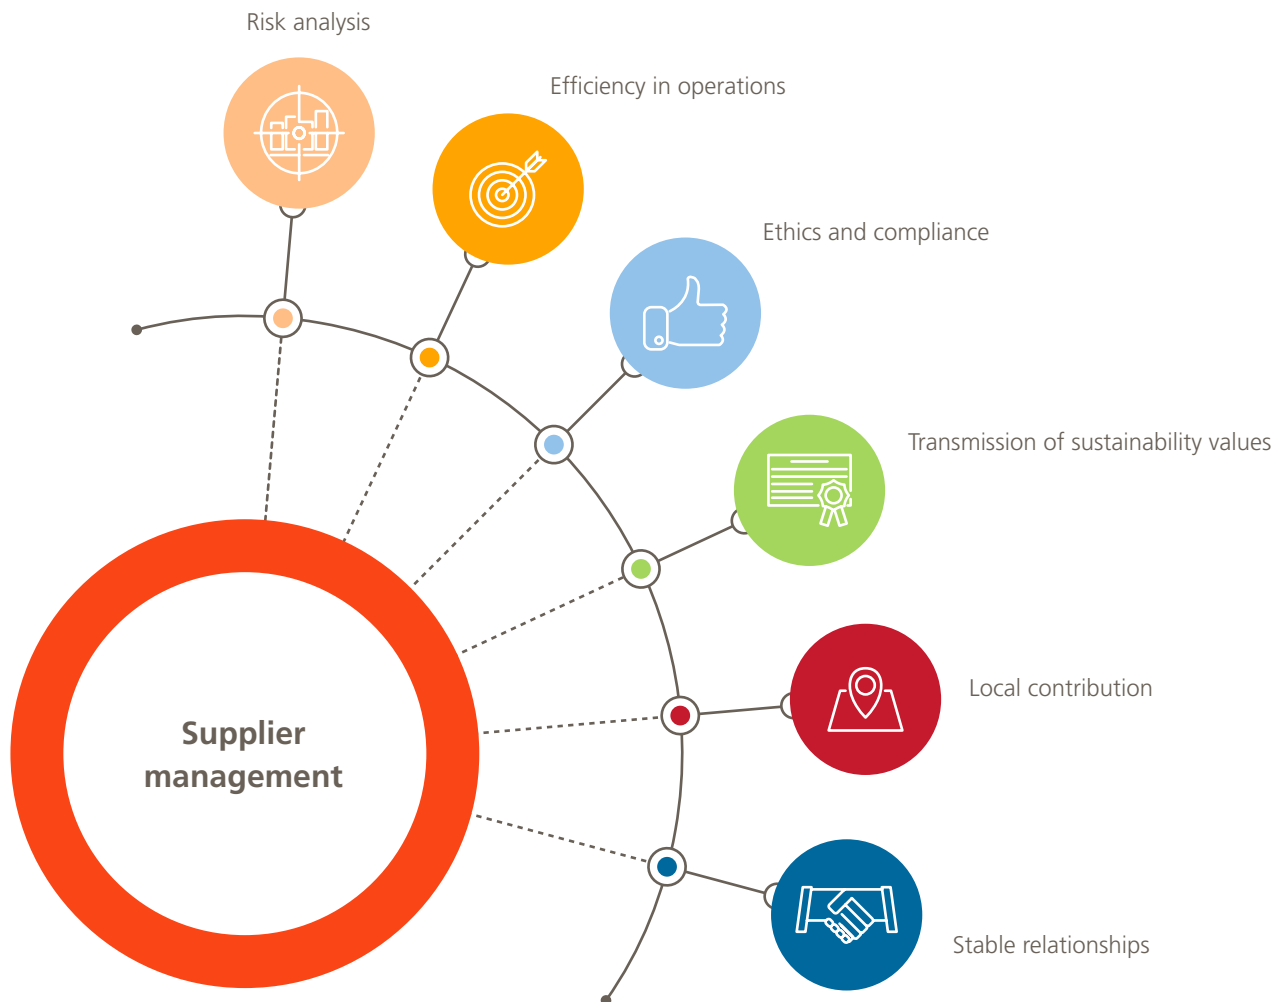 Risk analysis
Efficiency in operations
Ethics and compliance
Transmission of sustainability values
Local contribution
Supplier
management
Stable relationships